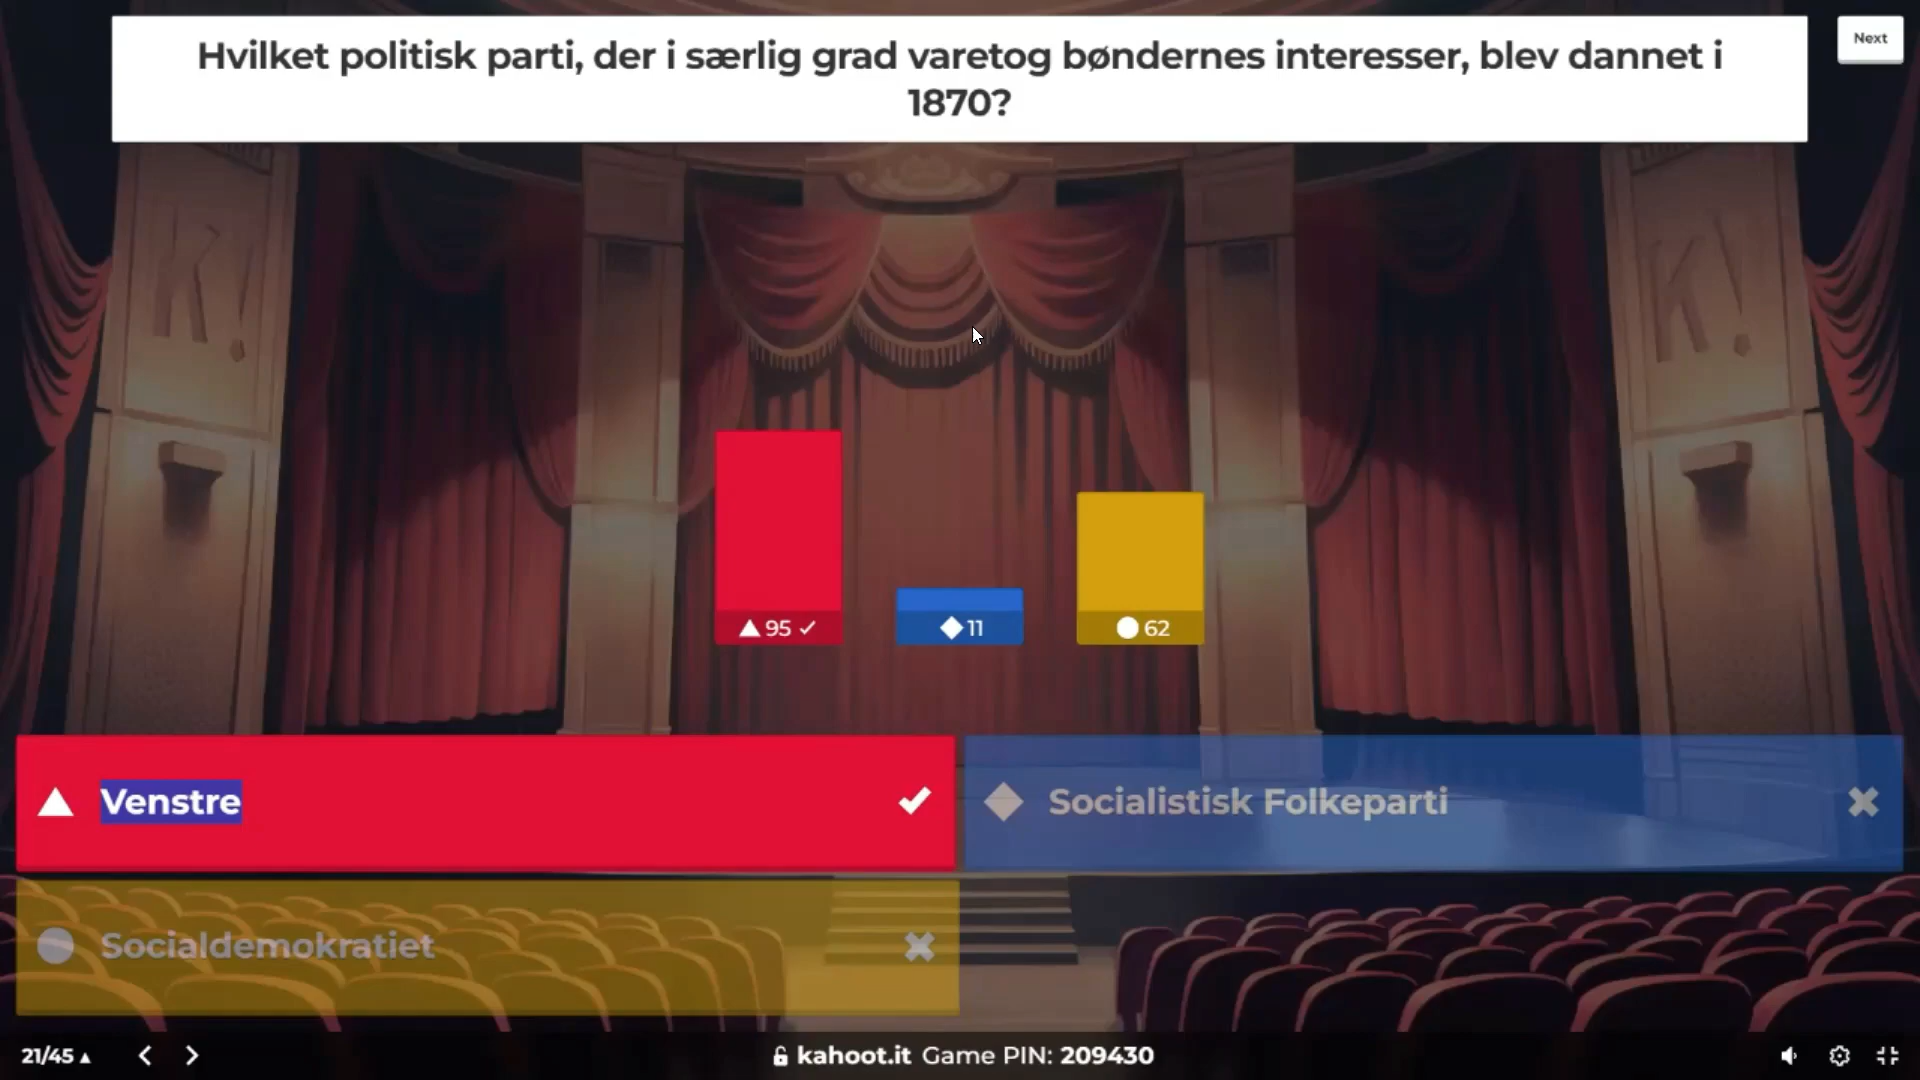 Hvilket politisk parti, der i særlig grad varetog bøndernes interesser, blev dannet i
1870?
Next
K!
K!
95
11
62
Venstre
Socialistisk Folkeparti
Socialdemokratiet
21/45
kahoot.it Game PIN: 209430